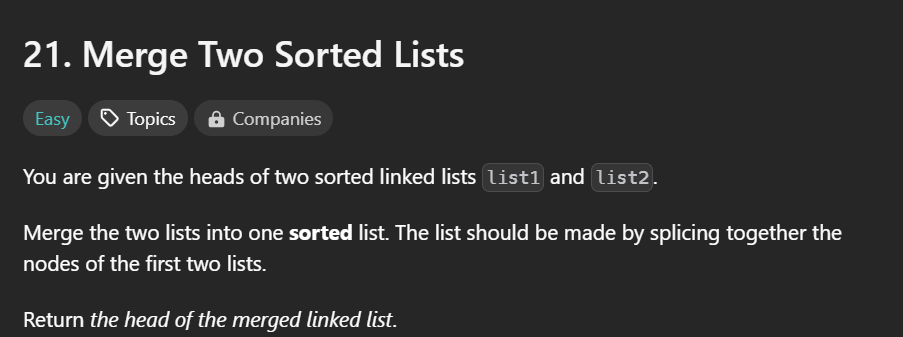 21. Merge Two Sorted Lists
Easy Topics Companies
You are given the heads of two sorted linked lists list1 and list2.
Merge the two lists into one sorted list. The list should be made by splicing together the
nodes of the first two lists.
Return the head of the merged linked list.